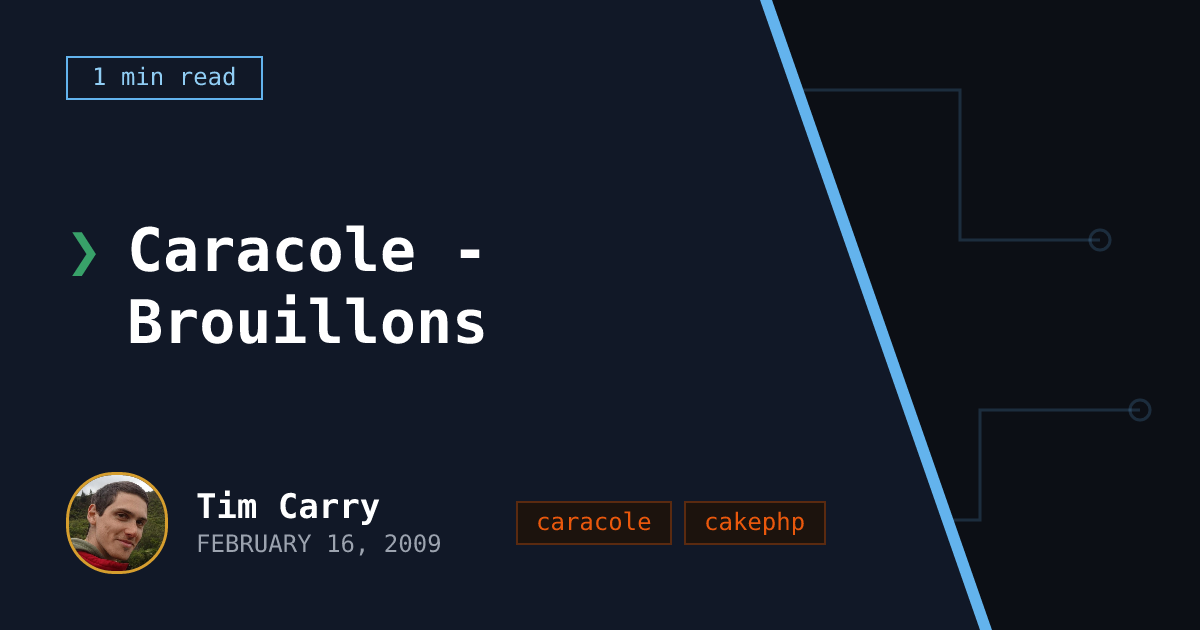 1 min read
❯ Caracole -
Brouillons
Tim Carry
FEBRUARY 16, 2009
caracole
cakephp